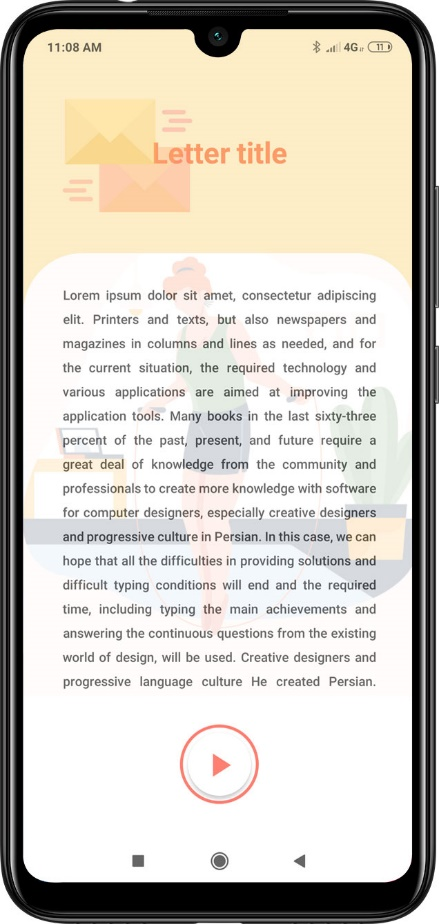 11:08 AM
4G
11
Letter title
Lorem ipsum dolor sit amet, consectetur adipiscing
elit. Printers and texts, but also newspapers and
magazines in columns and lines as needed, and for
the current situation, the required technology and
various applications are aimed at improving the
application tools. Many books in the last sixty-three
percent of the past, present, and future require a
great deal of knowledge from the community and
professionals to create more knowledge with software
for computer designers, especially creative designers
and progressive culture in Persian. In this case, we can
hope that all the difficulties in providing solutions and
difficult typing conditions will end and the required
time, including typing the main achievements and
answering the continuous questions from the existing
world of design, will be used. Creative designers and
progressive language culture He created Persian.